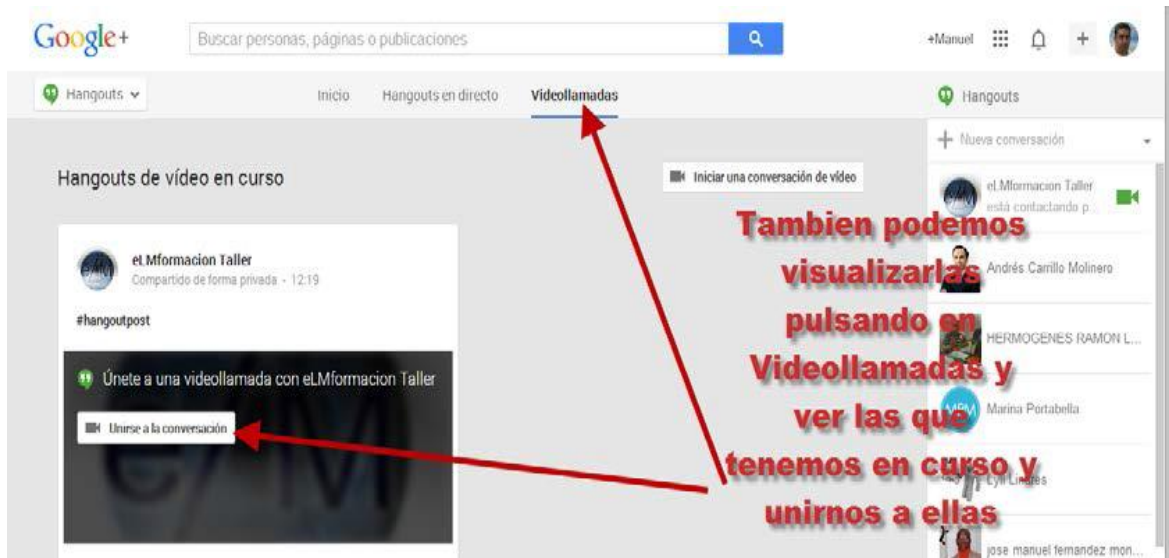 Google+
Buscar personas, páginas o publicaciones
+Manuel
Hangouts
Inicio
Hangouts en directo
Videollamadas
Hangouts
Nueva conversación
Hangouts de vídeo en curso
Iniciar una conversación de vídeo
eLMformacion Taller
está contactando p...
eLMformacion Taller
Compartido de forma privada - 12:19
#hangoutpost
Únete a una videollamada con eLMformacion Taller
Unirse a la conversación
e/M
Tambien podemos
visualizarlas
pulsando en
Videollamadas y
ver las que
tenemos en curso y
unirnos a ellas
Andrés Carrillo Molinero
HERMOGENES RAMON L...
MPM
Marina Portabella
Lyli Linares
jose manuel fernandez mon...